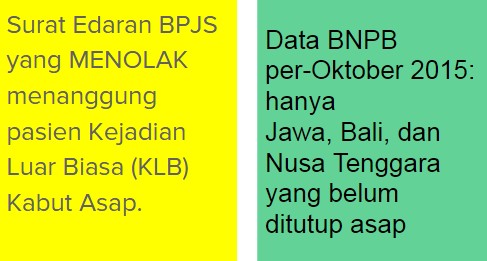 Surat Edaran BPJS
yang MENOLAK
menanggung
pasien Kejadian
Luar Biasa (KLB)
Kabut Asap.
Data BNPB
per-Oktober 2015:
hanya
Jawa, Bali, dan
Nusa Tenggara
yang belum
ditutup asap